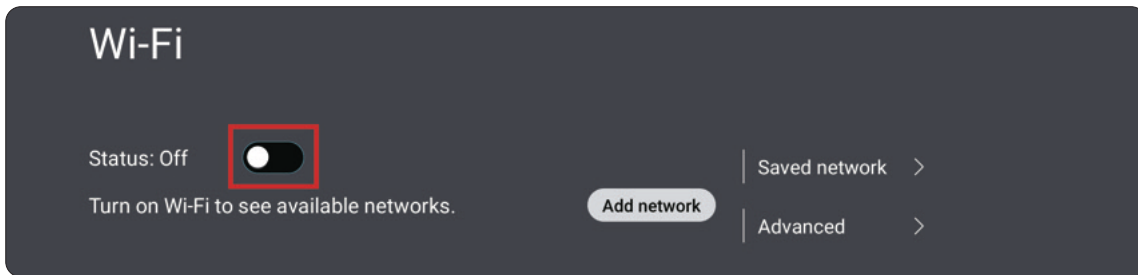 Wi-Fi
Status: Off
Turn on Wi-Fi to see available networks.
Add network
Saved network
Advanced